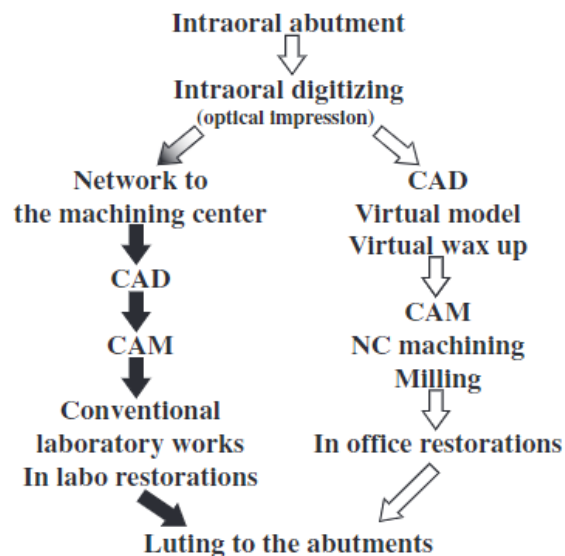 Intraoral abutment
Intraoral digitizing
(optical impression)
Network to
the machining center
CAD
CAM
Conventional
laboratory works
In labo restorations
CAD
Virtual model
Virtual wax up
CAM
NC machining
Milling
In office restorations
Luting to the abutments